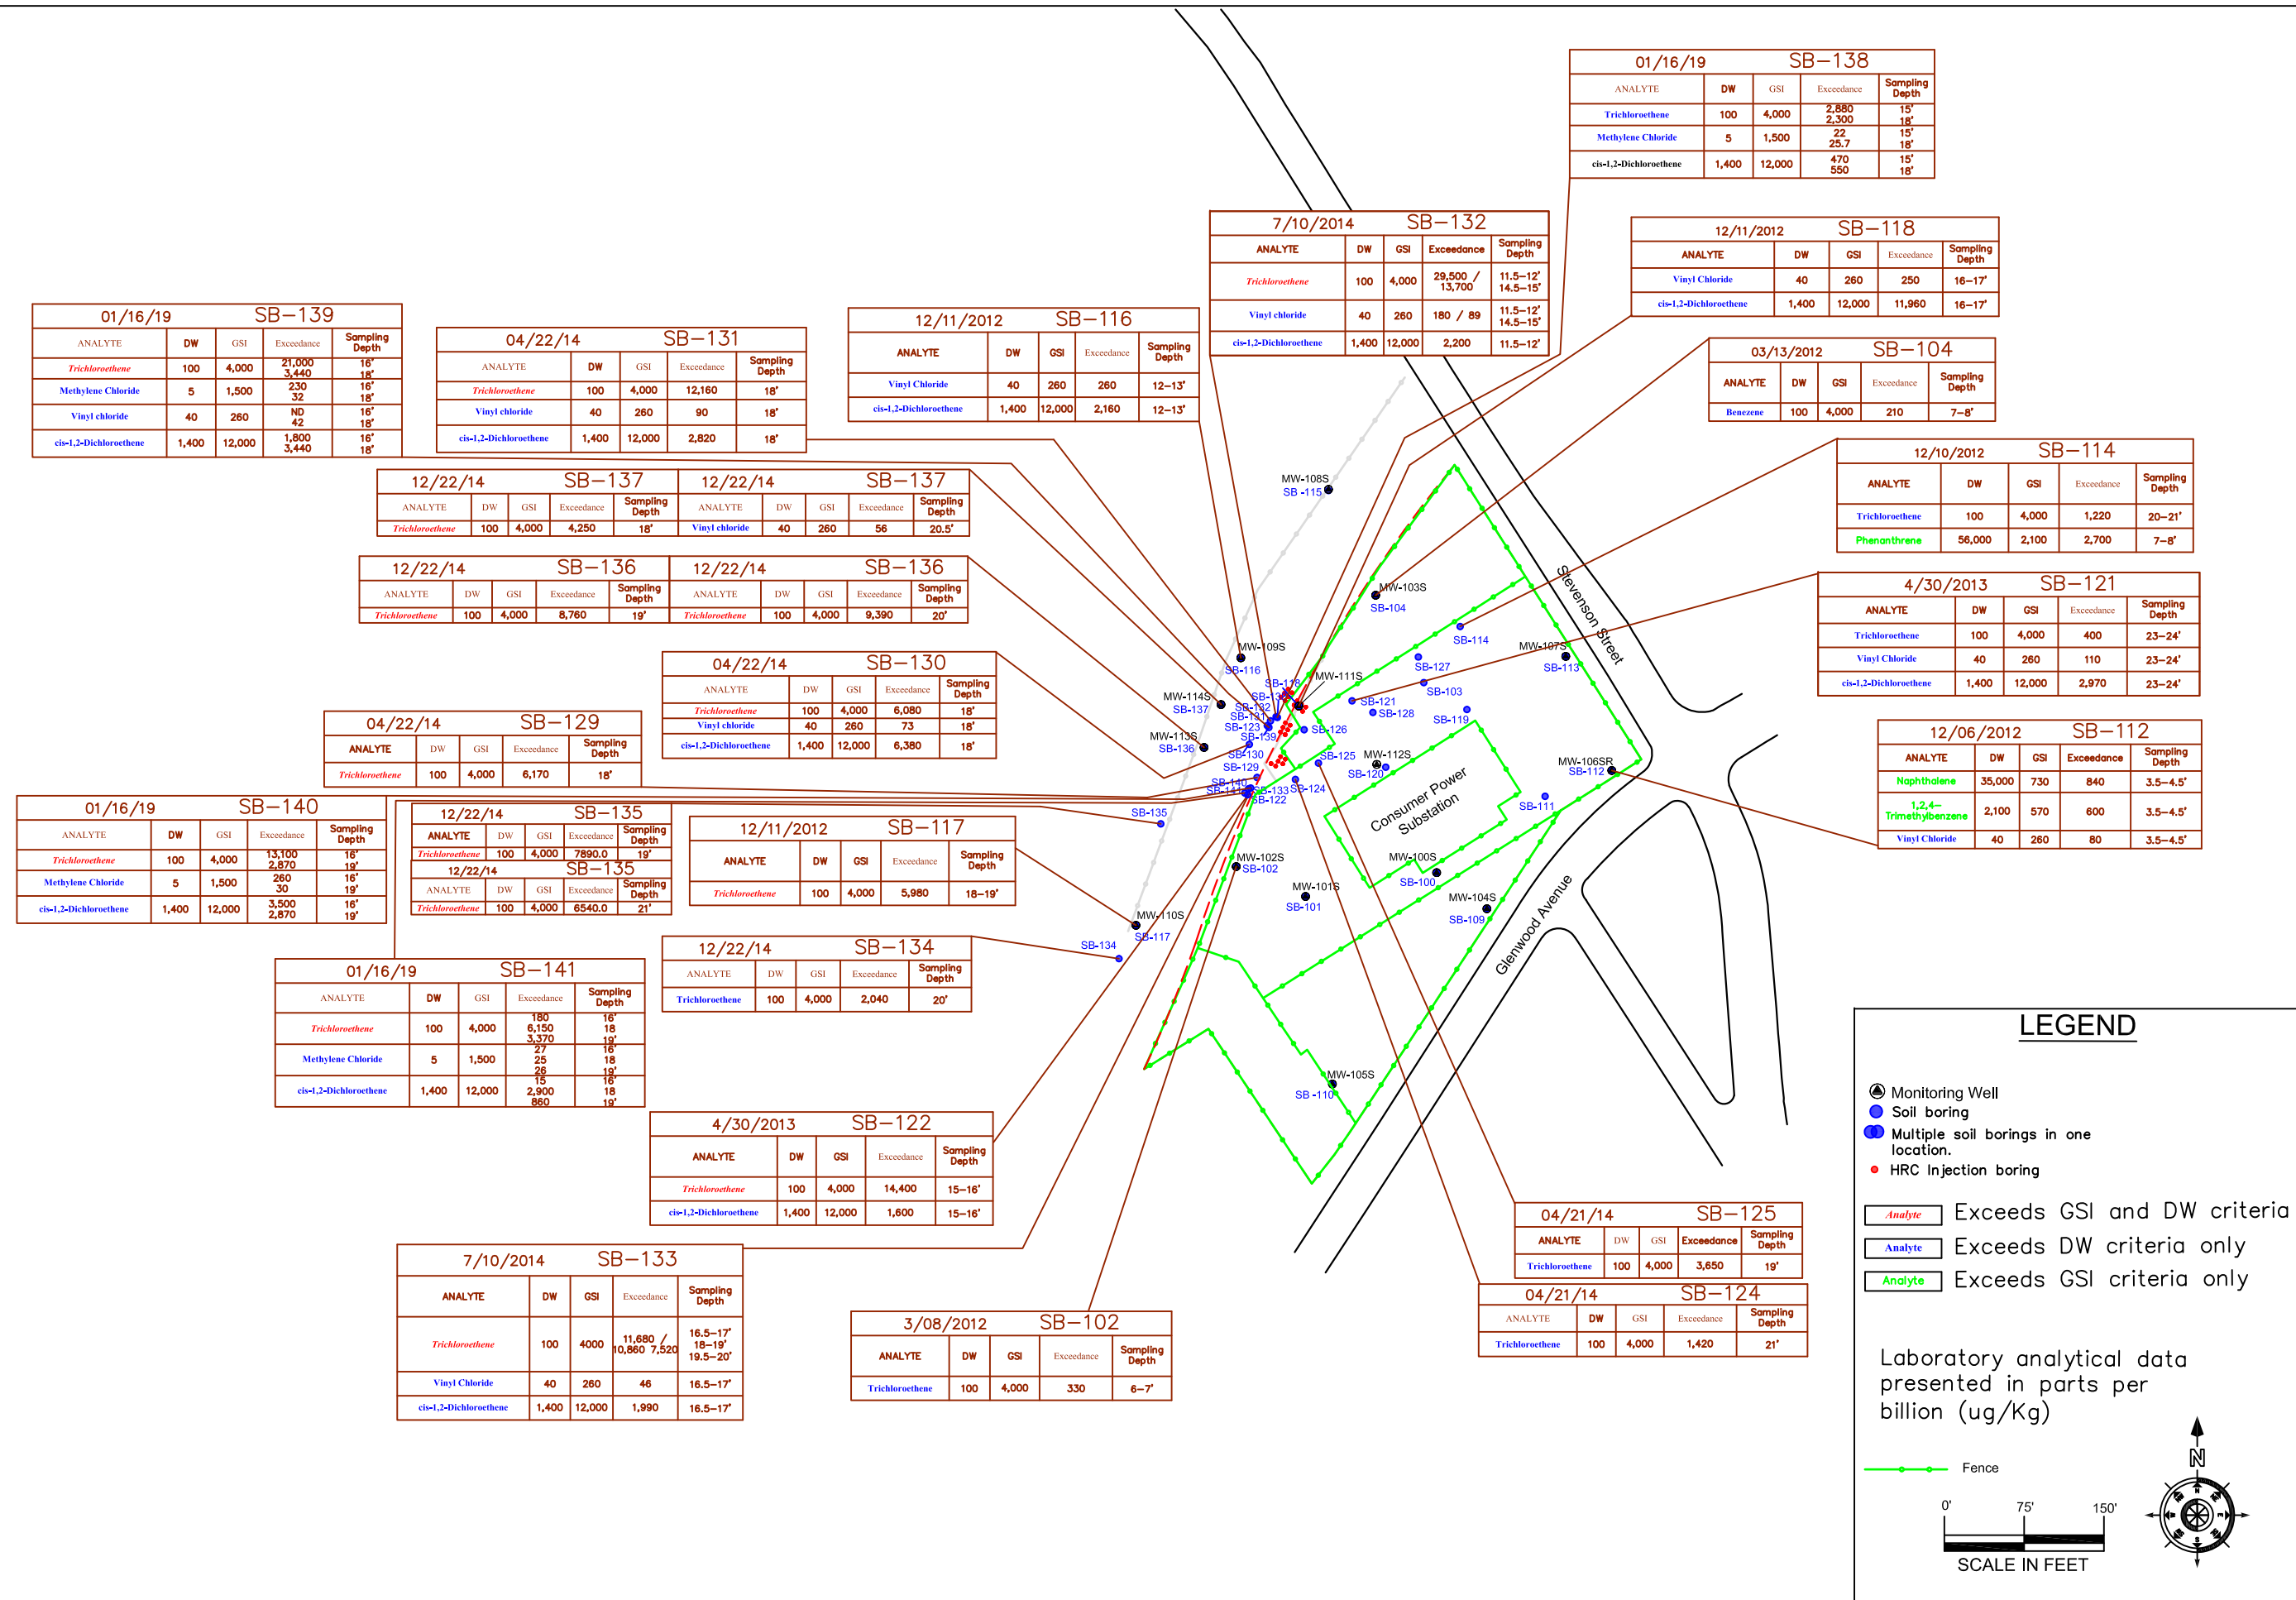 01/16/19 SB-138
ANALYTE DW GSI Exceedance Sampling Depth
Trichloroethene 100 4,000 2,880 15'
2,300 18'
Methylene Chloride 5 1,500 22 15'
25.7 18'
cis-1,2-Dichloroethene 1,400 12,000 470 15'
550 18'
7/10/2014 SB-132
ANALYTE DW GSI Exceedance Sampling Depth
Trichloroethene 100 4,000 29,500 / 11.5-12'
13,700 14.5-15'
Vinyl chloride 40 260 180 / 89 11.5-12'
14.5-15'
cis-1,2-Dichloroethene 1,400 12,000 2,200 11.5-12'
12/11/2012 SB-118
ANALYTE DW GSI Exceedance Sampling Depth
Vinyl Chloride 40 260 250 16-17'
cis-1,2-Dichloroethene 1,400 12,000 11,960 16-17'
01/16/19 SB-139
ANALYTE DW GSI Exceedance Sampling Depth
Trichloroethene 100 4,000 21,000 16'
3,440 18'
Methylene Chloride 5 1,500 230 16'
32 18'
Vinyl chloride 40 260 ND 16'
42 18'
cis-1,2-Dichloroethene 1,400 12,000 1,800 16'
3,440 18'
04/22/14 SB-131
ANALYTE DW GSI Exceedance Sampling Depth
Trichloroethene 100 4,000 12,160 18'
Vinyl chloride 40 260 90 18'
cis-1,2-Dichloroethene 1,400 12,000 2,820 18'
12/11/2012 SB-116
ANALYTE DW GSI Exceedance Sampling Depth
Vinyl Chloride 40 260 260 12-13'
cis-1,2-Dichloroethene 1,400 12,000 2,160 12-13'
03/13/2012 SB-104
ANALYTE DW GSI Exceedance Sampling Depth
Benezene 100 4,000 210 7-8'
12/10/2012 SB-114
ANALYTE DW GSI Exceedance Sampling Depth
Trichloroethene 100 4,000 1,220 20-21'
Phenanthrene 56,000 2,100 2,700 7-8'
12/22/14 SB-137
ANALYTE DW GSI Exceedance Sampling Depth
Trichloroethene 100 4,000 4,250 18'
12/22/14 SB-137
ANALYTE DW GSI Exceedance Sampling Depth
Vinyl chloride 40 260 56 20.5'
12/22/14 SB-136
ANALYTE DW GSI Exceedance Sampling Depth
Trichloroethene 100 4,000 8,760 19'
12/22/14 SB-136
ANALYTE DW GSI Exceedance Sampling Depth
Trichloroethene 100 4,000 9,390 20'
4/30/2013 SB-121
ANALYTE DW GSI Exceedance Sampling Depth
Trichloroethene 100 4,000 400 23-24'
Vinyl Chloride 40 260 110 23-24'
cis-1,2-Dichloroethene 1,400 12,000 2,970 23-24'
04/22/14 SB-130
ANALYTE DW GSI Exceedance Sampling Depth
Trichloroethene 100 4,000 6,080 18'
Vinyl chloride 40 260 73 18'
cis-1,2-Dichloroethene 1,400 12,000 6,380 18'
04/22/14 SB-129
ANALYTE DW GSI Exceedance Sampling Depth
Trichloroethene 100 4,000 6,170 18'
12/06/2012 SB-112
ANALYTE DW GSI Exceedance Sampling Depth
Naphthalene 35,000 730 840 3.5-4.5'
1,2,4-
Trimethylbenzene 2,100 570 600 3.5-4.5'
Vinyl Chloride 40 260 80 3.5-4.5'
01/16/19 SB-140
ANALYTE DW GSI Exceedance Sampling Depth
Trichloroethene 100 4,000 13,100 16'
2,870 19'
Methylene Chloride 5 1,500 260 16'
30 19'
cis-1,2-Dichloroethene 1,400 12,000 3,500 16'
2,870 19'
12/22/14 SB-135
ANALYTE DW GSI Exceedance Sampling Depth
Trichloroethene 100 4,000 7890.0 19'
12/22/14 SB-135
ANALYTE DW GSI Exceedance Sampling Depth
Trichloroethene 100 4,000 6540.0 21'
12/11/2012 SB-117
ANALYTE DW GSI Exceedance Sampling Depth
Trichloroethene 100 4,000 5,980 18-19'
12/22/14 SB-134
ANALYTE DW GSI Exceedance Sampling Depth
Trichloroethene 100 4,000 2,040 20'
01/16/19 SB-141
ANALYTE DW GSI Exceedance Sampling Depth
Trichloroethene 100 4,000 180 16'
6,150 18
3,370 19'
Methylene Chloride 5 1,500 27 16'
25 18
26 19'
cis-1,2-Dichloroethene 1,400 12,000 15 16'
2,900 18
860 19'
4/30/2013 SB-122
ANALYTE DW GSI Exceedance Sampling Depth
Trichloroethene 100 4,000 14,400 15-16'
cis-1,2-Dichloroethene 1,400 12,000 1,600 15-16'
7/10/2014 SB-133
ANALYTE DW GSI Exceedance Sampling Depth
Trichloroethene 100 4000 11,680 / 16.5-17'
10,860 7,520 18-19'
19.5-20'
Vinyl Chloride 40 260 46 16.5-17'
cis-1,2-Dichloroethene 1,400 12,000 1,990 16.5-17'
3/08/2012 SB-102
ANALYTE DW GSI Exceedance Sampling Depth
Trichloroethene 100 4,000 330 6-7'
04/21/14 SB-125
ANALYTE DW GSI Exceedance Sampling Depth
Trichloroethene 100 4,000 3,650 19'
04/21/14 SB-124
ANALYTE DW GSI Exceedance Sampling Depth
Trichloroethene 100 4,000 1,420 21'
MW-108S
SB -115
MW-103S
SB-104
SB-114
MW-109S
SB-116
SB-127
MW-107S
SB-113
SB-118
MW-111S
SB-103
MW-114S
SB-137
SB-132
SB-121
SB-128
SB-119
SB-131
SB-123
SB-126
MW-113S
SB-136
SB-139
SB-130
SB-125
MW-112S
SB-120
SB-129
SB-140
SB-124
SB-141
SB-133
SB-122
MW-106SR
SB-112
SB-111
SB-135
MW-102S
SB-102
MW-100S
SB-100
MW-101S
SB-101
MW-104S
SB-109
MW-110S
SB-117
SB-134
MW-105S
SB -110
Consumer Power
Substation
Stevenson Street
Glenwood Avenue
LEGEND
Monitoring Well
Soil boring
Multiple soil borings in one
location.
HRC Injection boring
Analyte Exceeds GSI and DW criteria
Analyte Exceeds DW criteria only
Analyte Exceeds GSI criteria only
Laboratory analytical data
presented in parts per
billion (ug/Kg)
Fence
0' 75' 150'
SCALE IN FEET
N